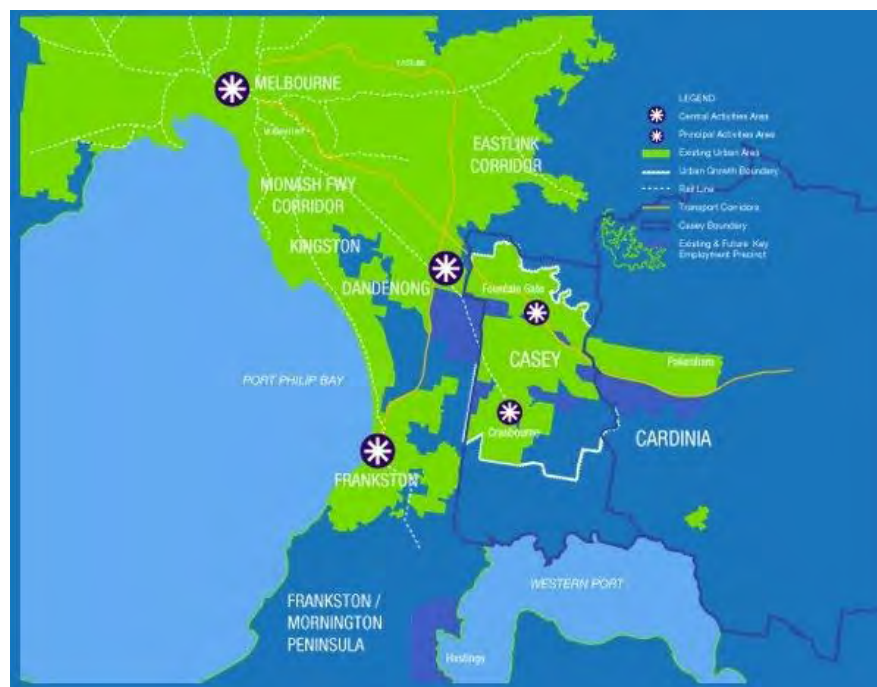 MELBOURNE
EASTLINK
CORRIDOR
MONASH FWY
CORRIDOR
KINGSTON
DANDENONG
Fountain Gate
CASEY
Pakenham
PORT PHILIP BAY
Cranbourne
CARDINIA
FRANKSTON
WESTERN PORT
FRANKSTON /
MORNINGTON
PENINSULA
Hastings
LEGEND
Central Activities Area
Principal Activities Area
Existing Urban Area
Urban Growth Boundary
Rail Line
Transport Corridors
Casey Boundary
Existing & Future Key
Employment Precinct